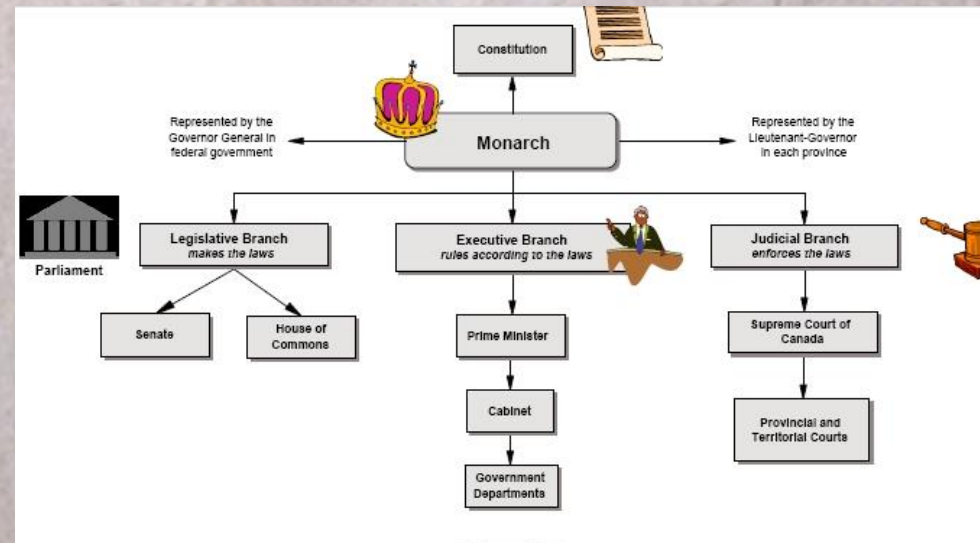 Constitution
Represented by the
Governor General in
federal government
Monarch
Represented by the
Lieutenant-Governor
in each province
Parliament
Legislative Branch
makes the laws
Executive Branch
rules according to the laws
Judicial Branch
enforces the laws
Senate
House of
Commons
Prime Minister
Supreme Court of
Canada
Cabinet
Provincial and
Territorial Courts
Government
Departments